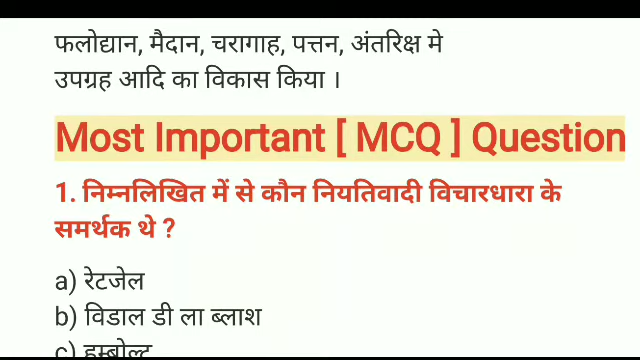 फलोद्यान, मैदान, चरागाह, पत्तन, अंतरिक्ष मे
उपग्रह आदि का विकास किया ।
Most Important [ MCQ ] Question
1. निम्नलिखित में से कौन नियतिवादी विचारधारा के
समर्थक थे ?
a) रेटजेल
b) विडाल डी ला ब्लाश
c) हम्बोल्ट